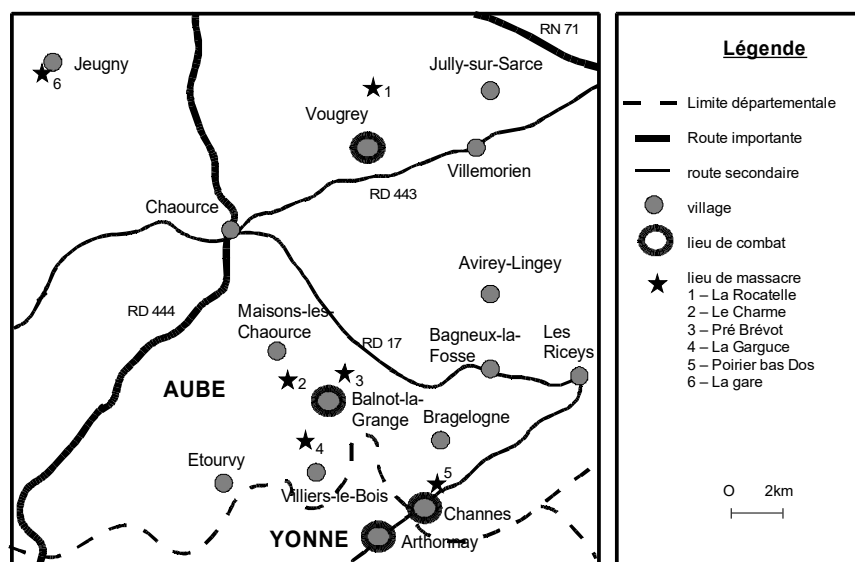 RN 71
Jeugny
6
Jully-sur-Sarce
1
Vougrey
Villemorien
RD 443
Chaource
Avirey-Lingey
RD 444
Maisons-les-
Chaource
RD 17
Bagneux-la-
Fosse
Les
Riceys
AUBE
2
3
Balnot-la-
Grange
Bragelogne
4
I
Etourvy
5
Villiers-le-Bois
Channes
YONNE
Arthonnay
Légende
Limite départementale
Route importante
route secondaire
village
lieu de combat
lieu de massacre
1 – La Rocatelle
2 – Le Charme
3 – Pré Brévot
4 – La Garguce
5 – Poirier bas Dos
6 – La gare
O 2km